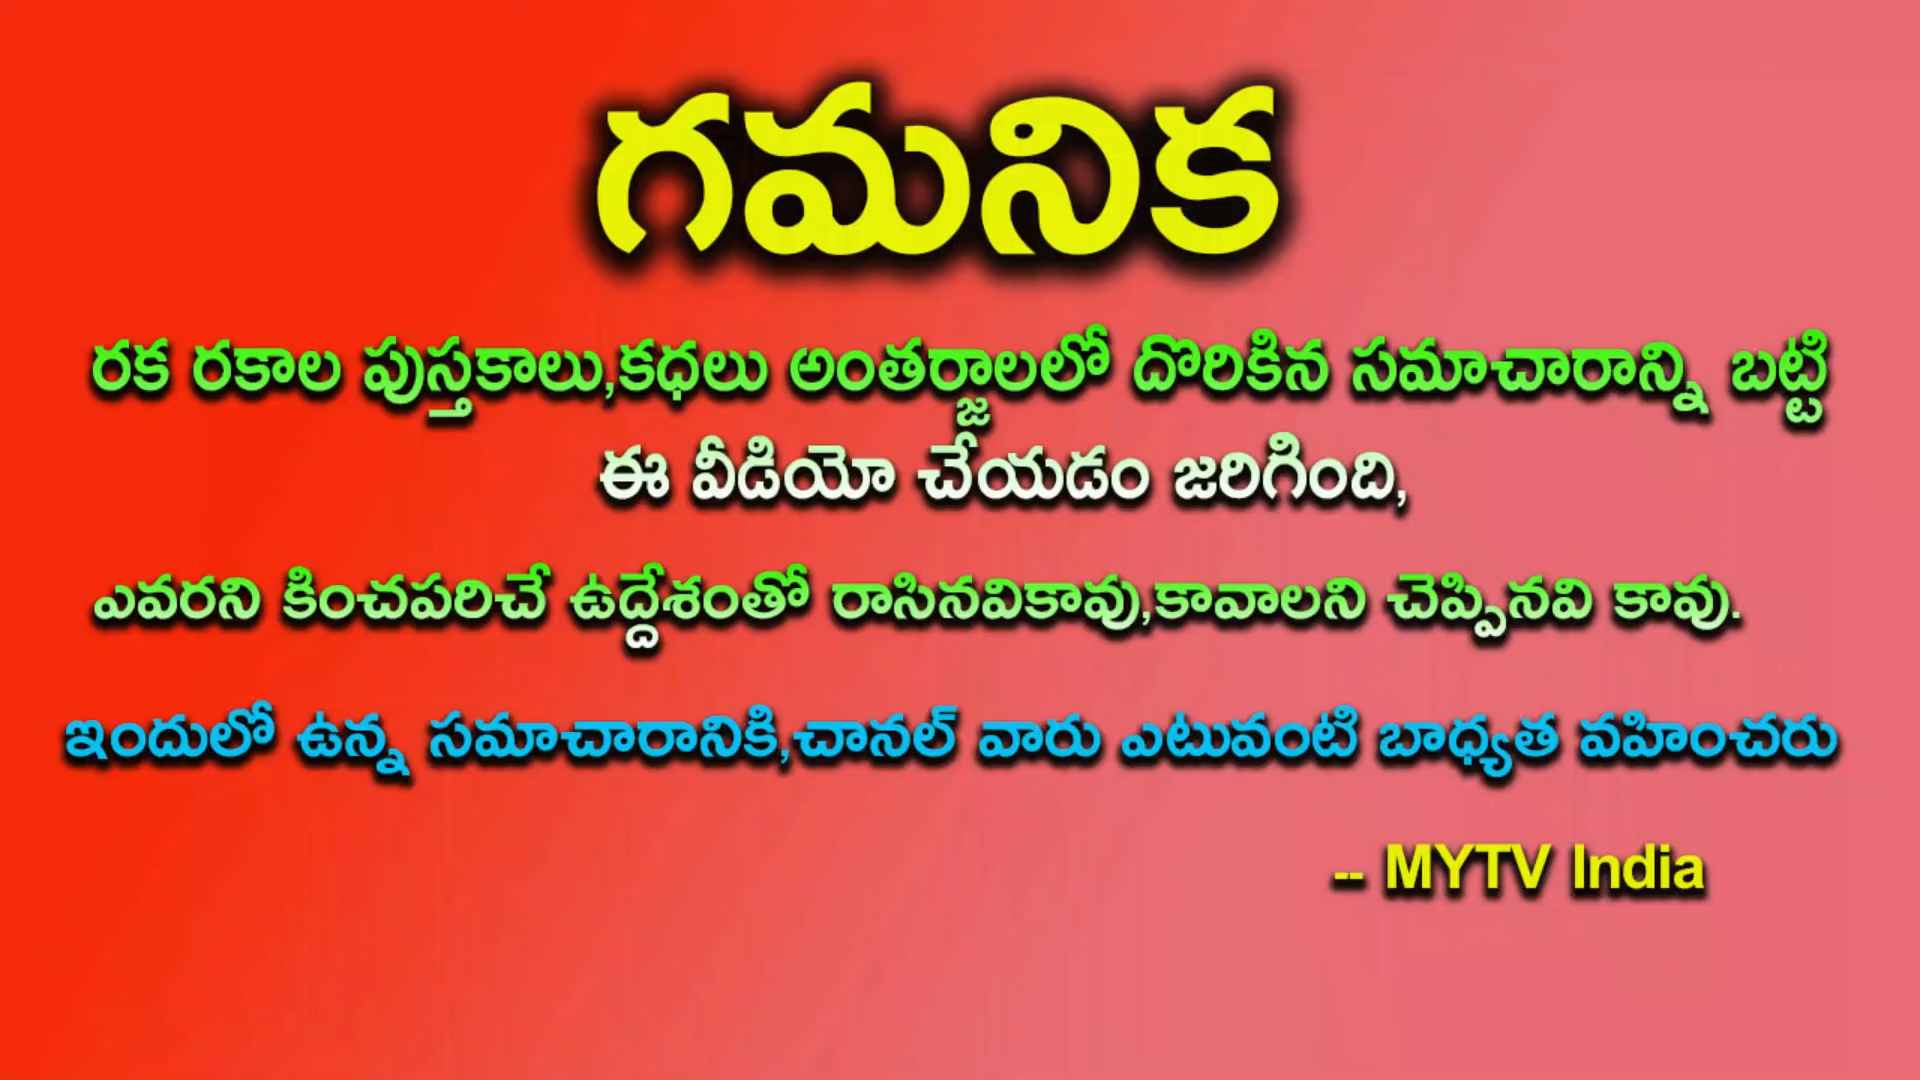 గమనిక
రక రకాల పుస్తకాలు,కధలు అంతర్జాలలో దొరికిన సమాచారాన్ని బట్టి
ఈ వీడియో చేయడం జరిగింది,
ఎవరని కించపరిచే ఉద్దేశంతో రాసినవికావు,కావాలని చెప్పినవి కావు.
ఇందులో ఉన్న సమాచారానికి,చానల్ వారు ఎటువంటి బాధ్యత వహించరు
-- MYTV India